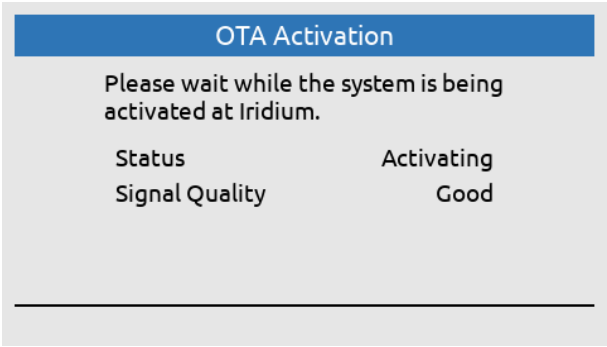 OTA Activation
Please wait while the system is being
activated at Iridium.
Status Activating
Signal Quality Good